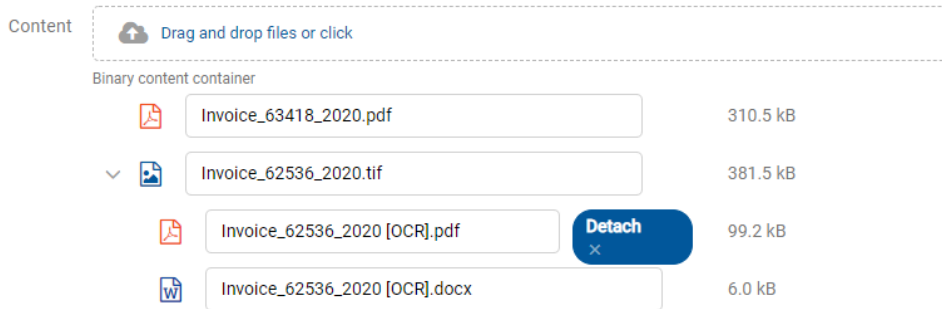 Content
Drag and drop files or click
Binary content container
Invoice_63418_2020.pdf 310.5 kB
Invoice_62536_2020.tif 381.5 kB
Invoice_62536_2020 [OCR].pdf Detach × 99.2 kB
W Invoice_62536_2020 [OCR].docx 6.0 kB